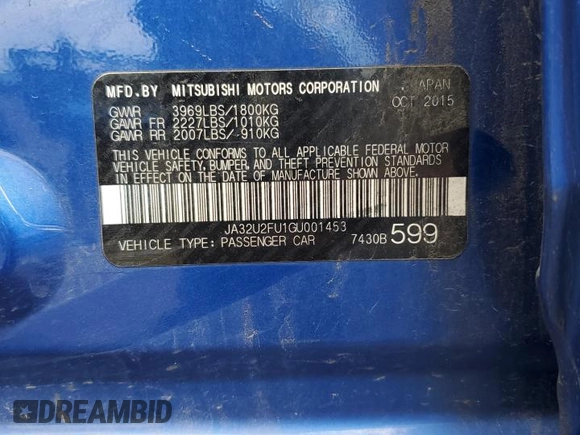 MFD.BY MITSUBISHI MOTORS CORPORATION JAPAN
GVWR 3969LBS/1800KG OCT 2015
GAWR FR 2227LBS/1010KG
GAWR RR 2007LBS/ 910KG
THIS VEHICLE CONFORMS TO ALL APPLICABLE FEDERAL MOTOR
VEHICLE SAFETY, BUMPER, AND THEFT PREVENTION STANDARDS
IN EFFECT ON THE DATE OF MANUFACTURE SHOWN ABOVE.
JA32U2FU1GU001453
VEHICLE TYPE: PASSENGER CAR 7430B 599
DREAMBID